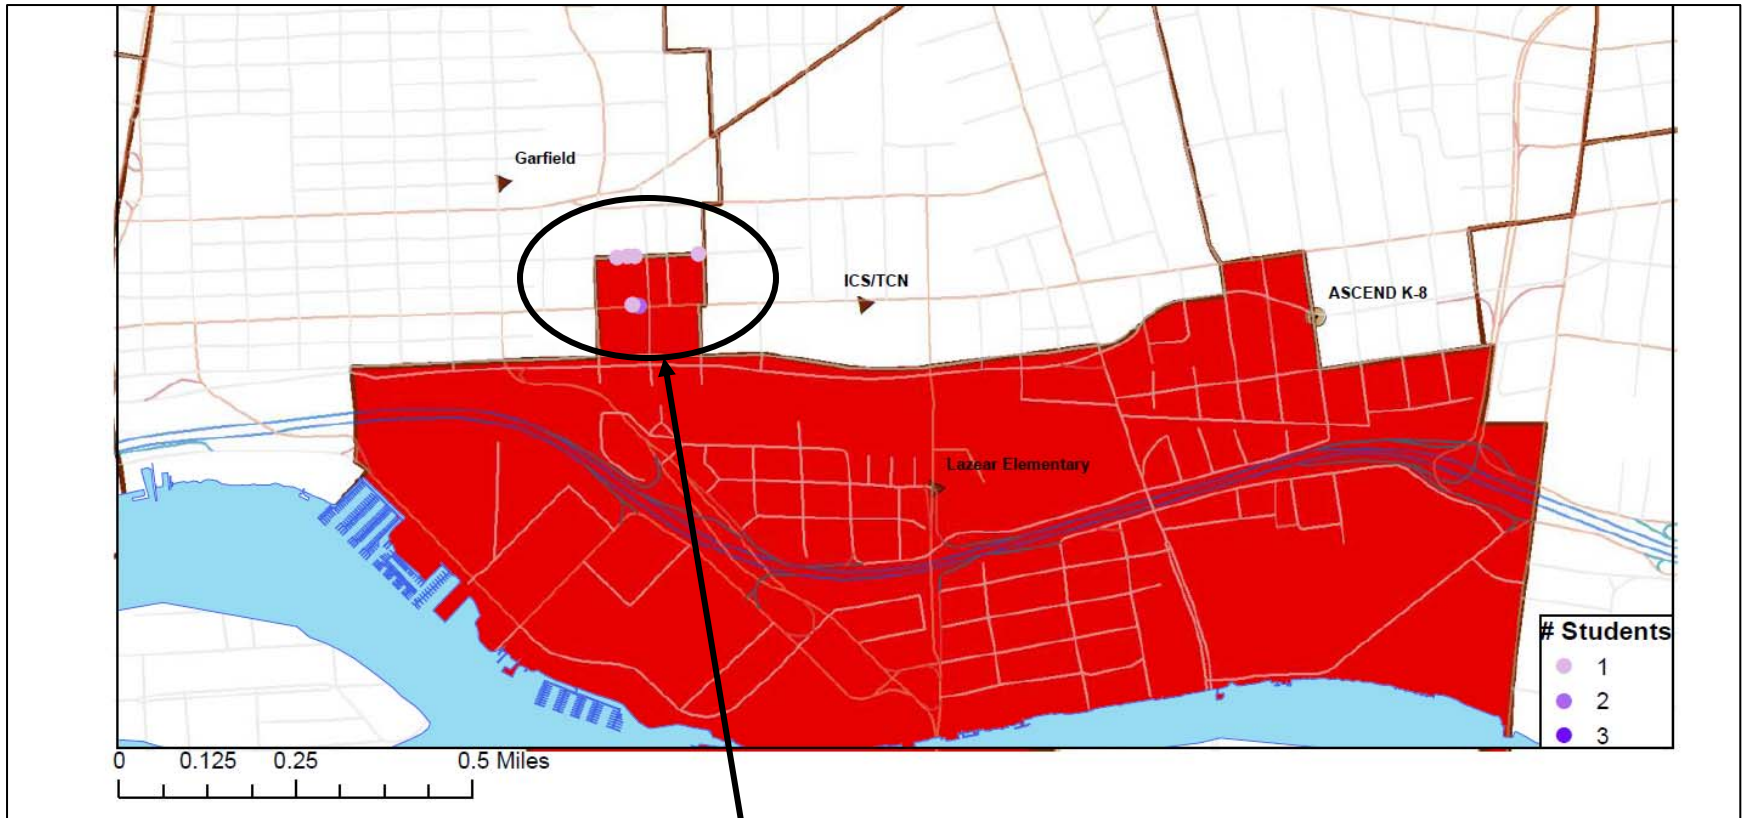 Garfield
ICS/TCN
ASCEND K-8
Lazear Elementary
# Students
1
2
3
0 0.125 0.25 0.5 Miles